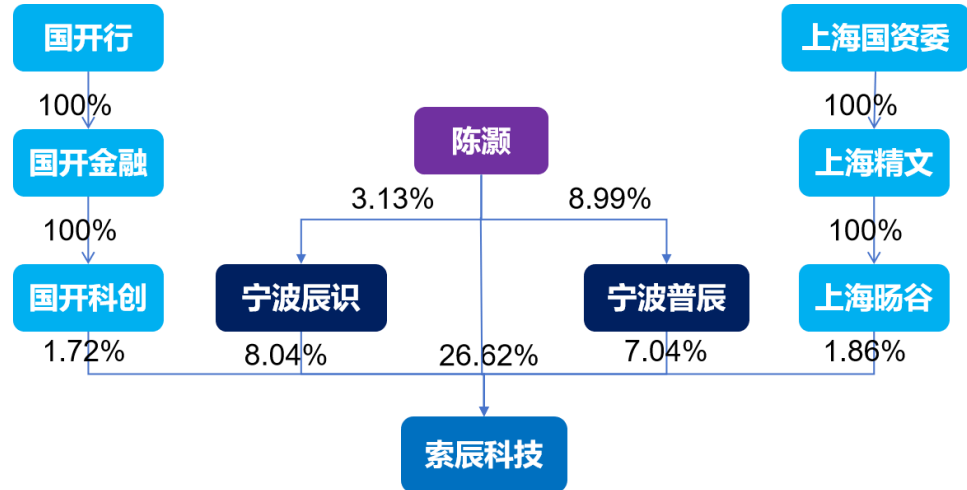 国开行
上海国资委
100%
100%
陈灏
国开金融
上海精文
3.13%
8.99%
100%
100%
国开科创
宁波辰识
宁波普辰
上海旸谷
1.72%
8.04%
26.62%
7.04%
1.86%
索辰科技